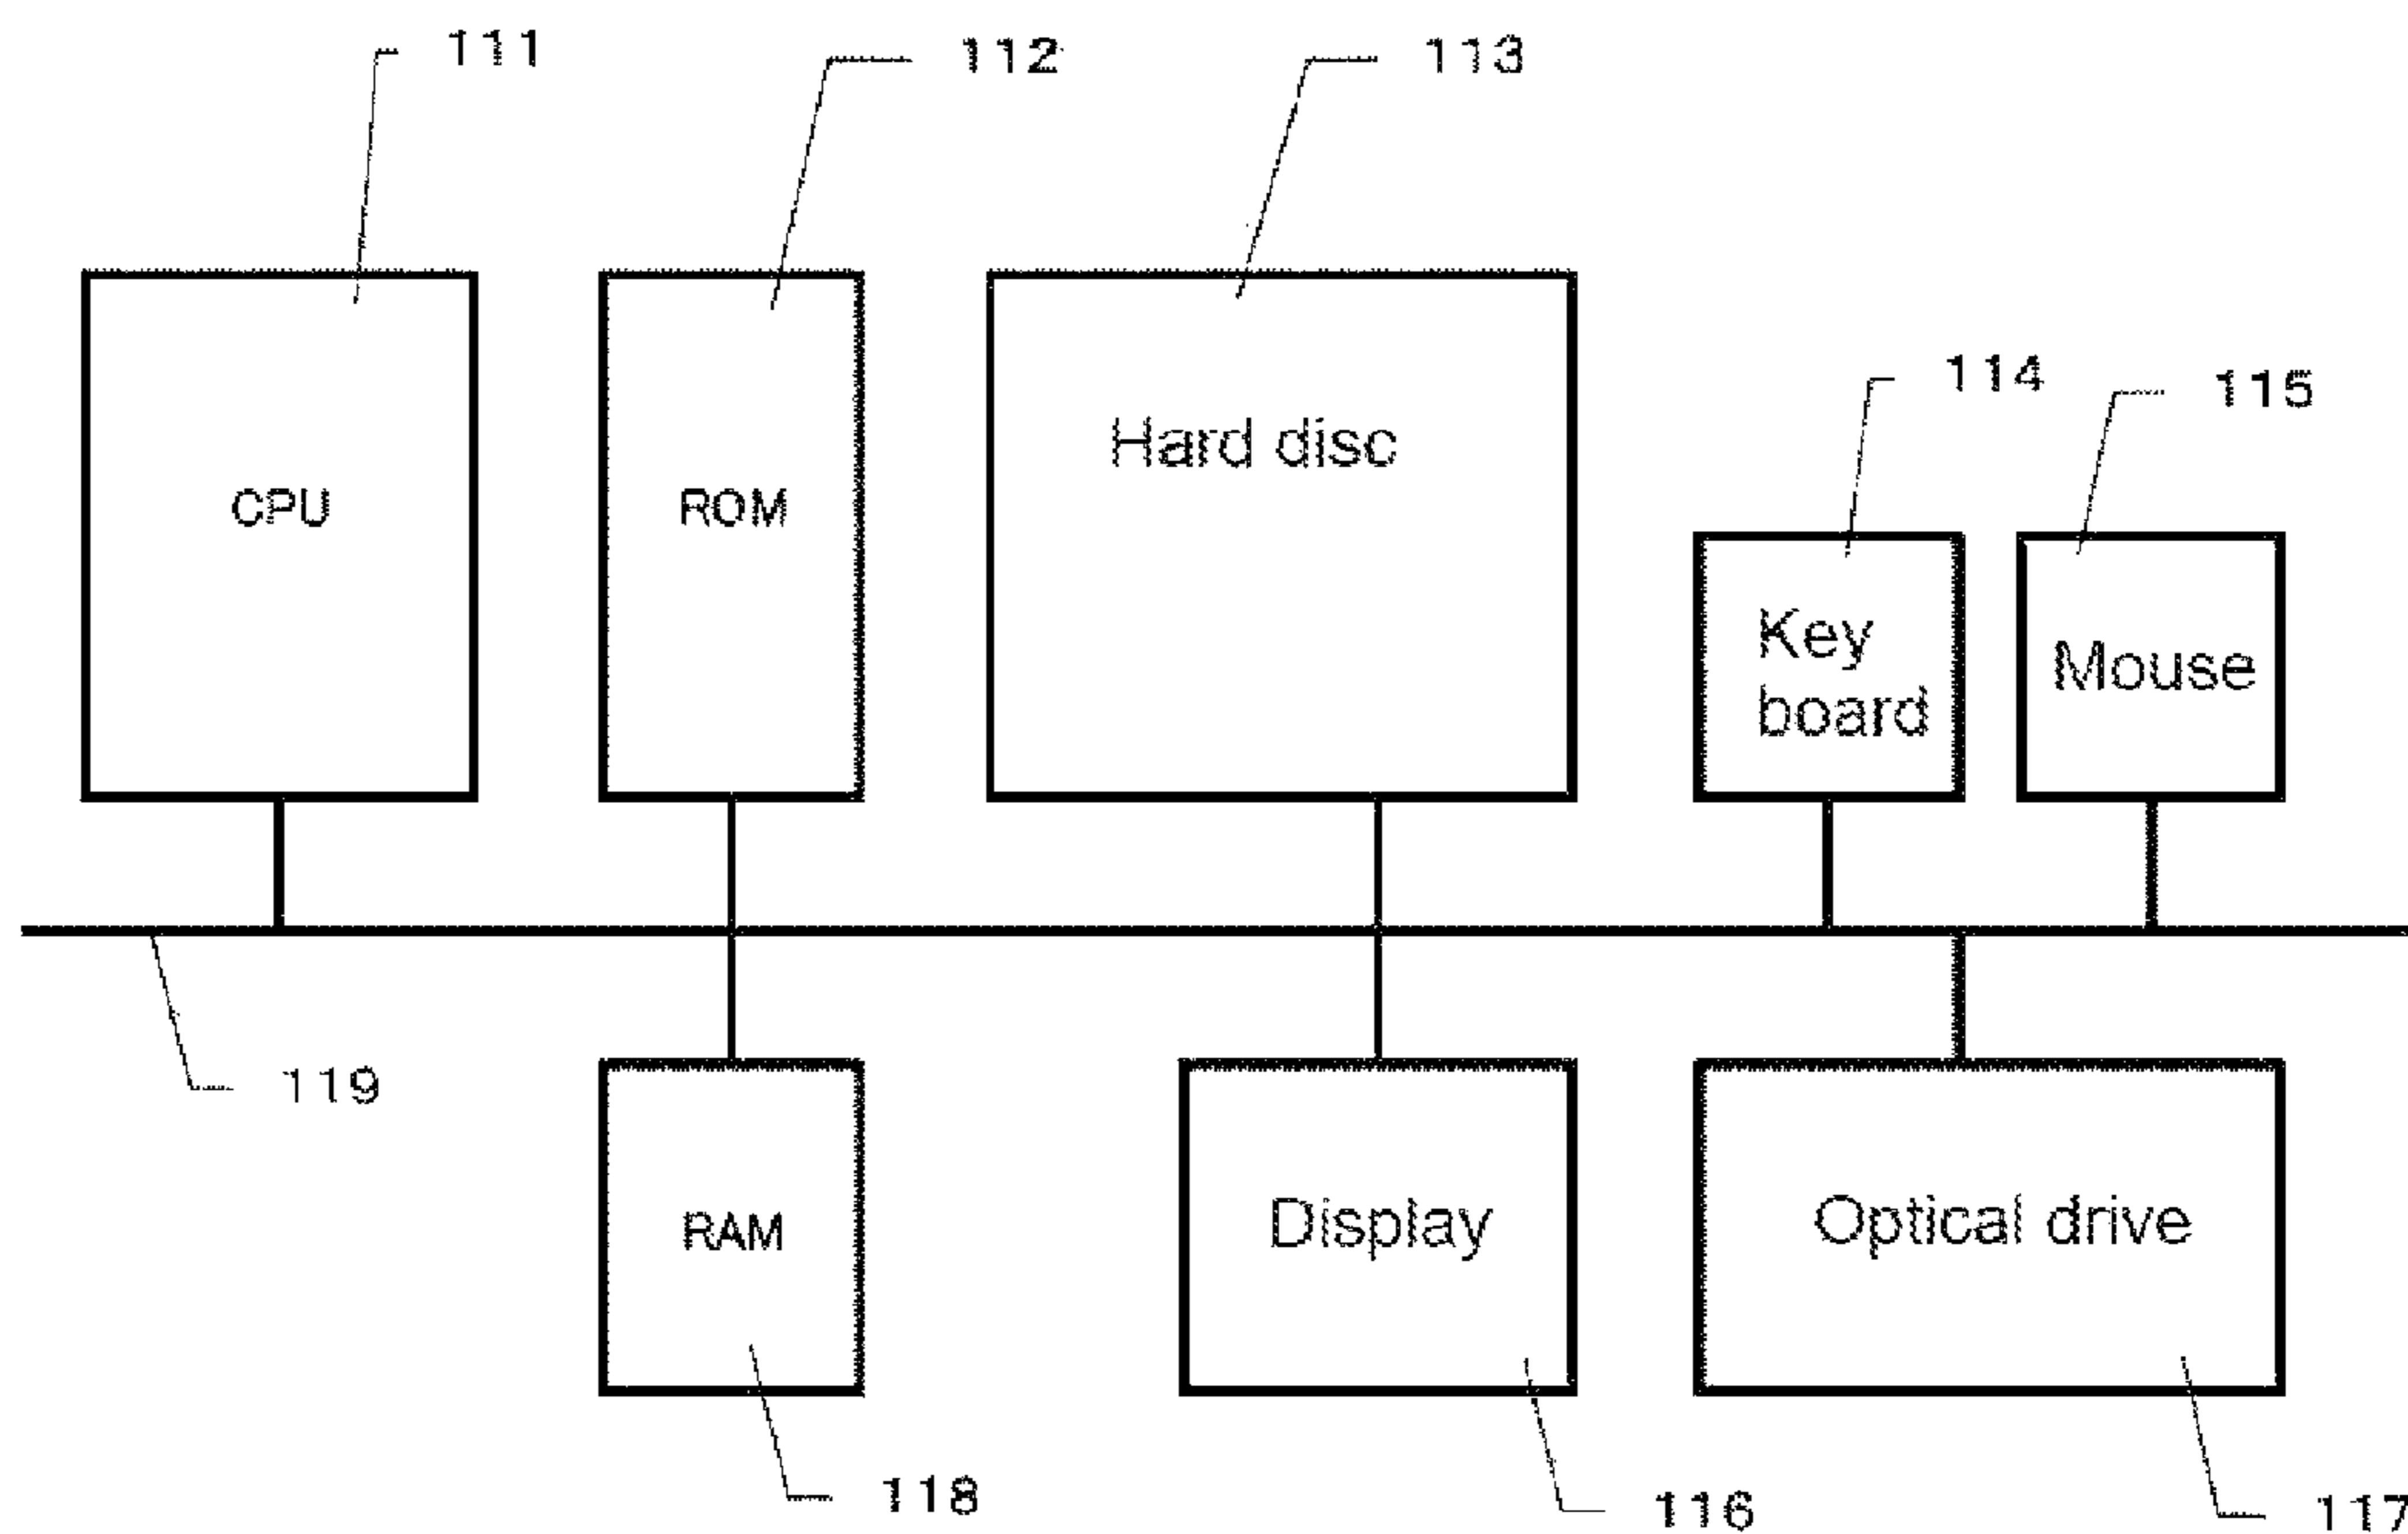 111
112
113
114
115
CPU
ROM
Hard disc
Key
board
Mouse
119
RAM
Display
Optical drive
118
116
117